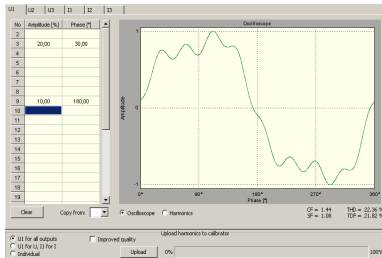 U1 U2 U3 I1 I2 I3
Oscilloscope
No Amplitude [%] Phase [°]
2
3 20,00 30,00
4
5
6
7
8
9 10,00 180,00
10
11
12
13
14
15
16
17
18
19
1
0
-1
Amplitude
0° 90° 180° 270° 360°
Phase [°]
Clear Copy from:
Oscilloscope Harmonics
CF = 1.44 THD = 22.36 %
SF = 1.08 TDF = 21.82 %
U1 for all outputs
U1 for U, I1 for I
Individual
Improved quality
Upload harmonics to calibrator
Upload 0% 100%